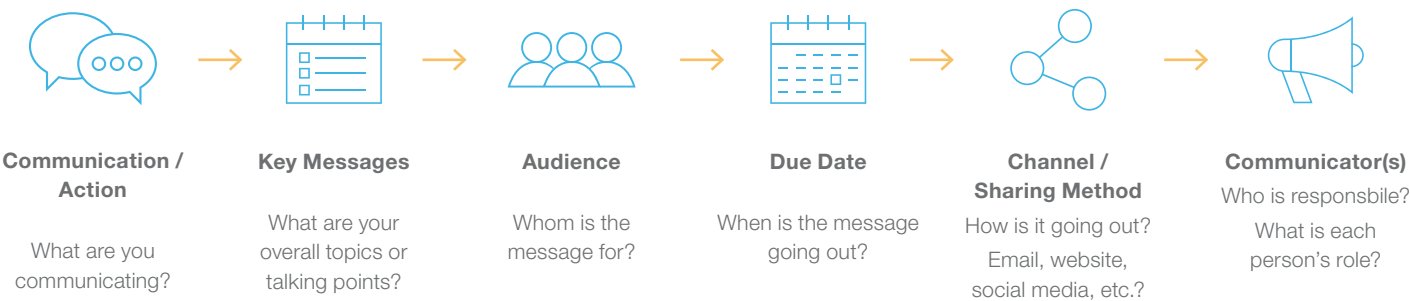 Communication /
Action
What are you
communicating?
Key Messages
What are your
overall topics or
talking points?
Audience
Whom is the
message for?
Due Date
When is the message
going out?
Channel /
Sharing Method
How is it going out?
Email, website,
social media, etc.?
Communicator(s)
Who is responsbile?
What is each
person's role?